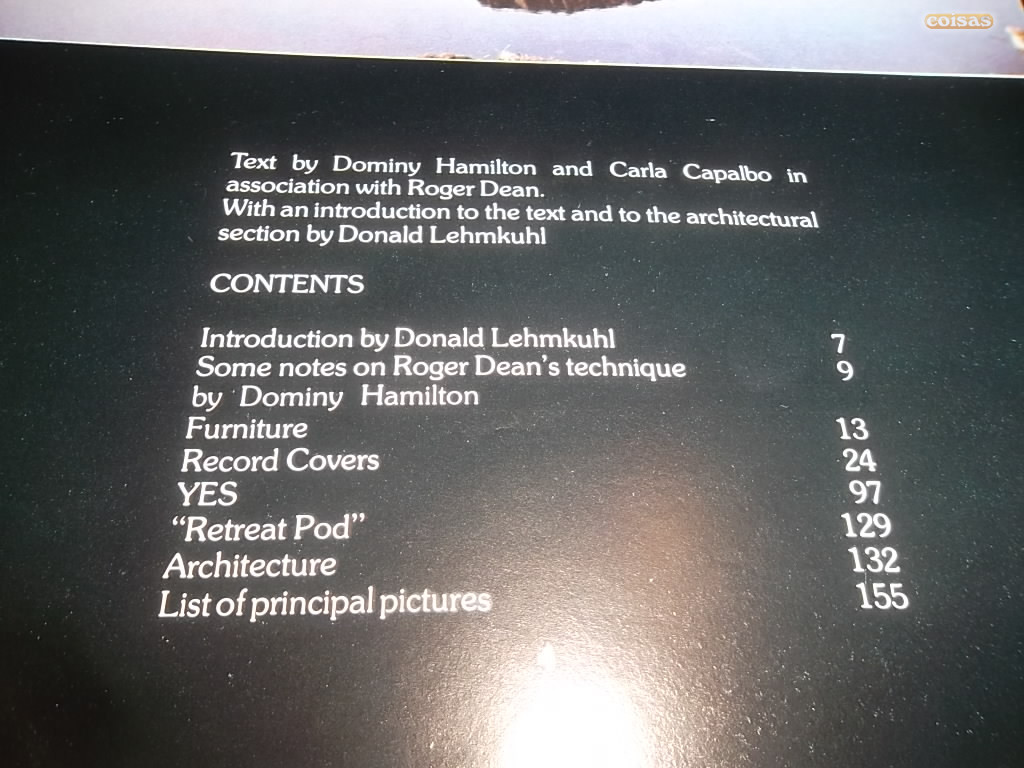 coisas
Text by Dominy Hamilton and Carla Capalbo in
association with Roger Dean.
With an introduction to the text and to the architectural
section by Donald Lehmkuhl
CONTENTS
Introduction by Donald Lehmkuhl 7
Some notes on Roger Dean's technique 9
by Dominy Hamilton
Furniture 13
Record Covers 24
YES 97
"Retreat Pod" 129
Architecture 132
List of principal pictures 155